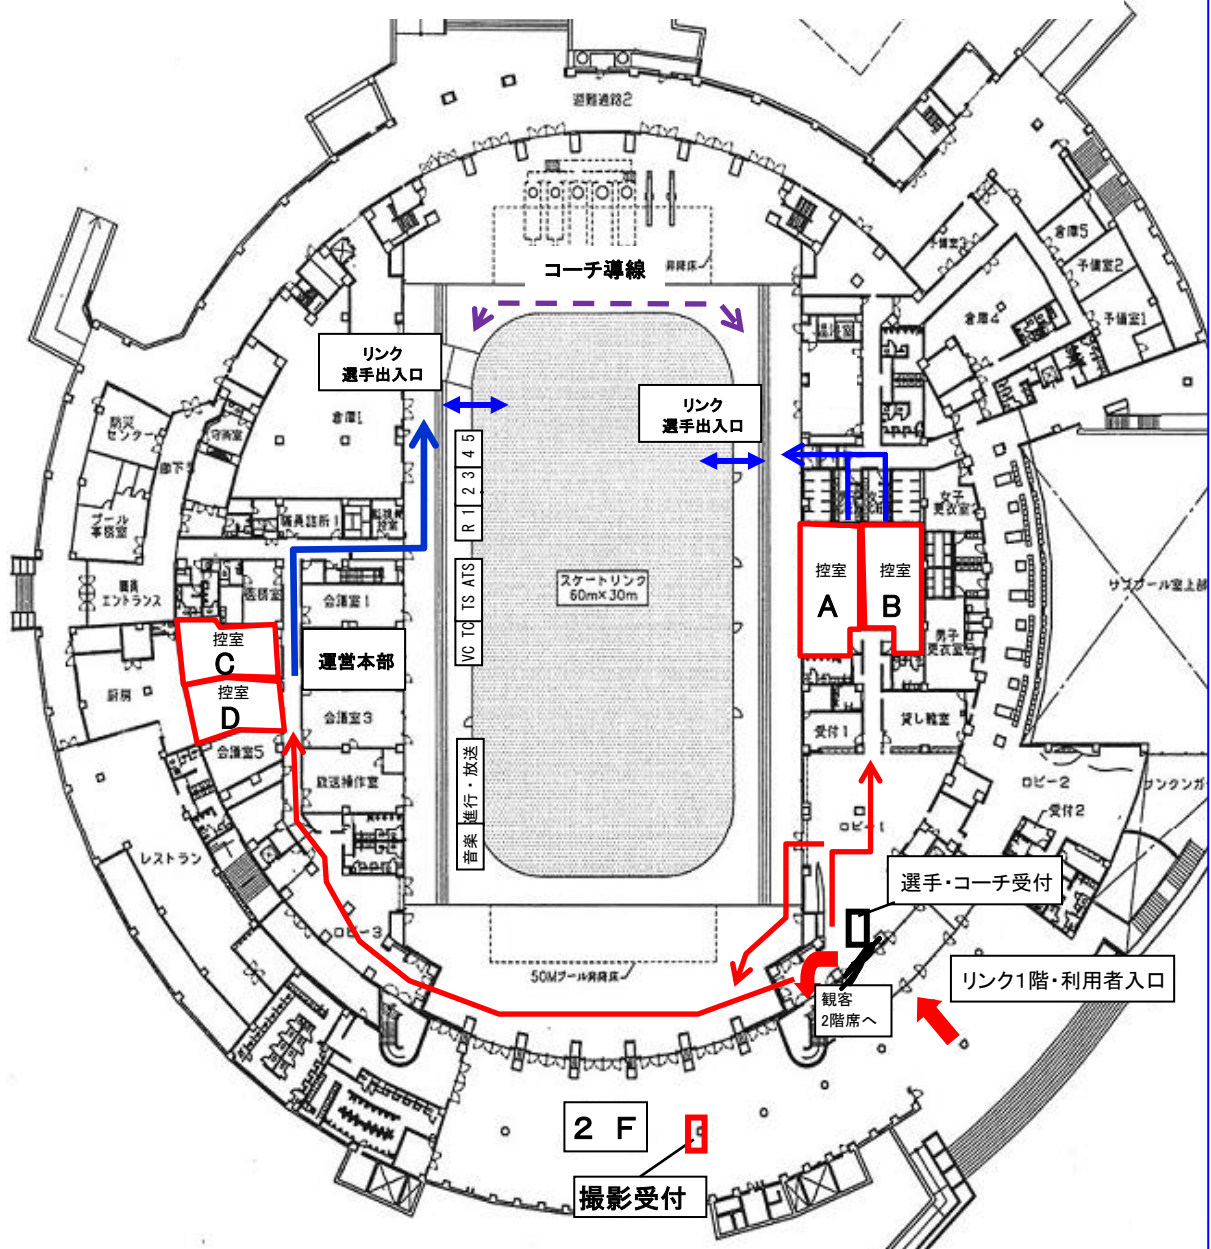 避難通路2
倉庫5
予備室3
予備室2
コーチ導線
昇降床
倉庫4
予備室1
リンク
選手出入口
リンク
選手出入口
防災
センター
守衛室
倉庫1
廊下1
5
4
3
2
1
R
プール
事務室
職員詰所1
女子
更衣室
職員
エントランス
医務室
会議室1
ATS
TS
TC
VC
スケートリンク
60m×30m
控室
A
控室
B
サブプール室上部
控室
C
運営本部
男子
更衣室
厨房
控室
D
会議室3
会議室5
受付1
貸し靴室
放送操作室
進行・放送
音楽
ロビー2
サンタンガ
受付2
ロビー1
レストラン
選手・コーチ受付
ロビー3
50Mプール昇降床
リンク1階・利用者入口
観客
2階席へ
2 F
撮影受付